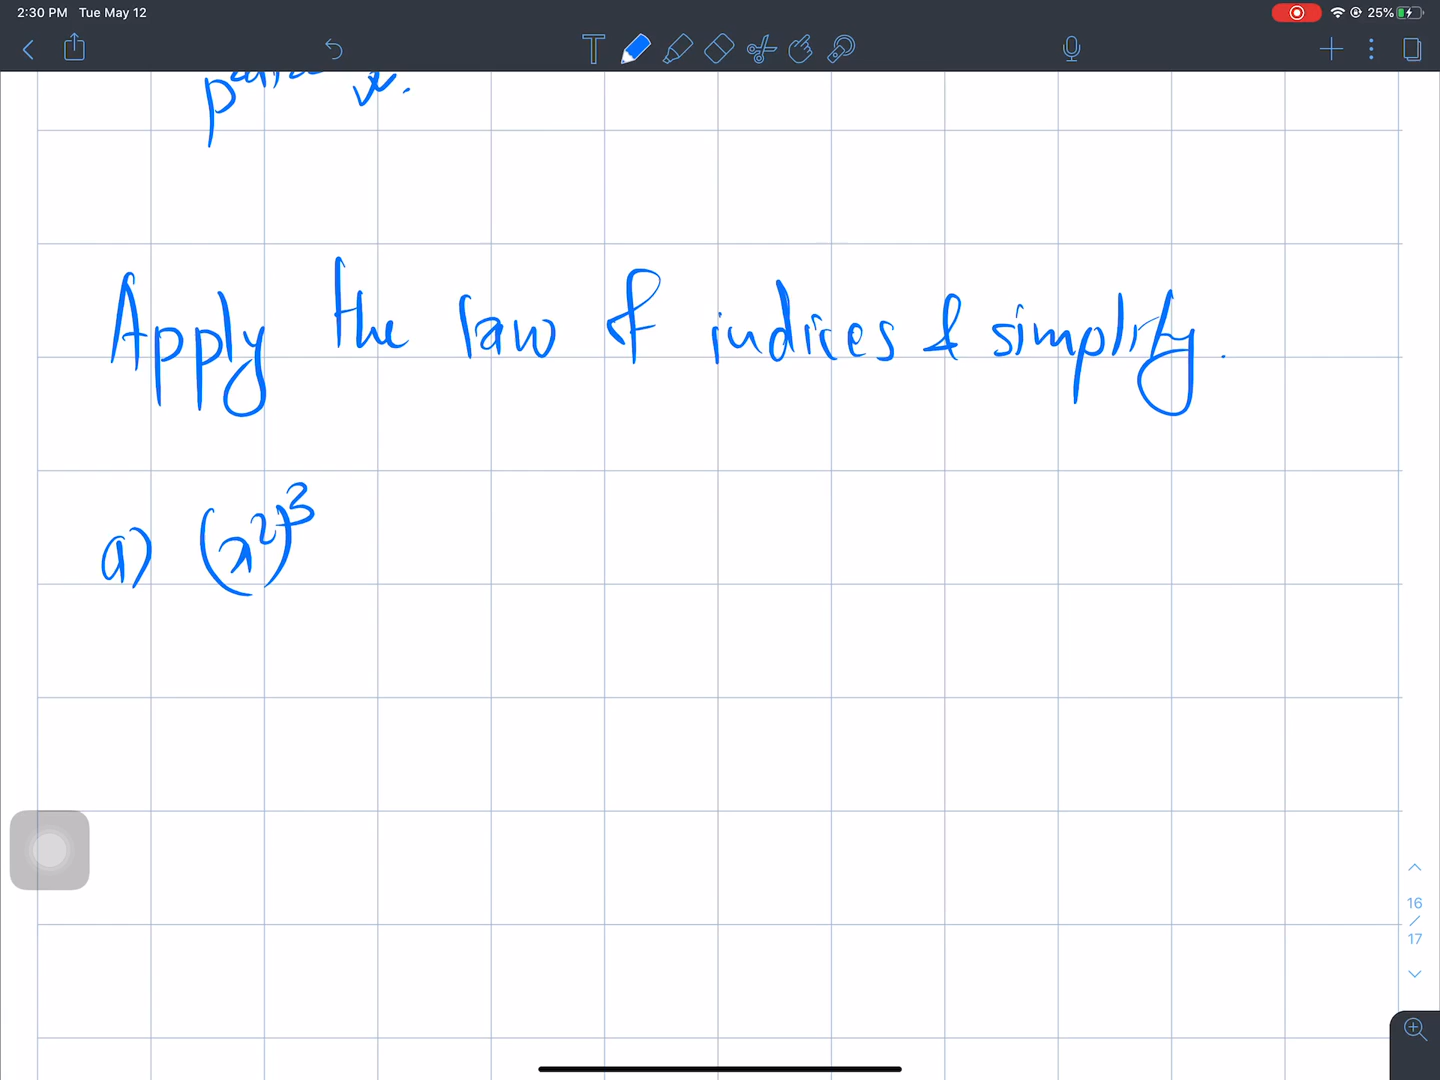 2:30 PM Tue May 12
25%
T
Apply the law of indices & simplify.
a) (x²)³
16
/
17